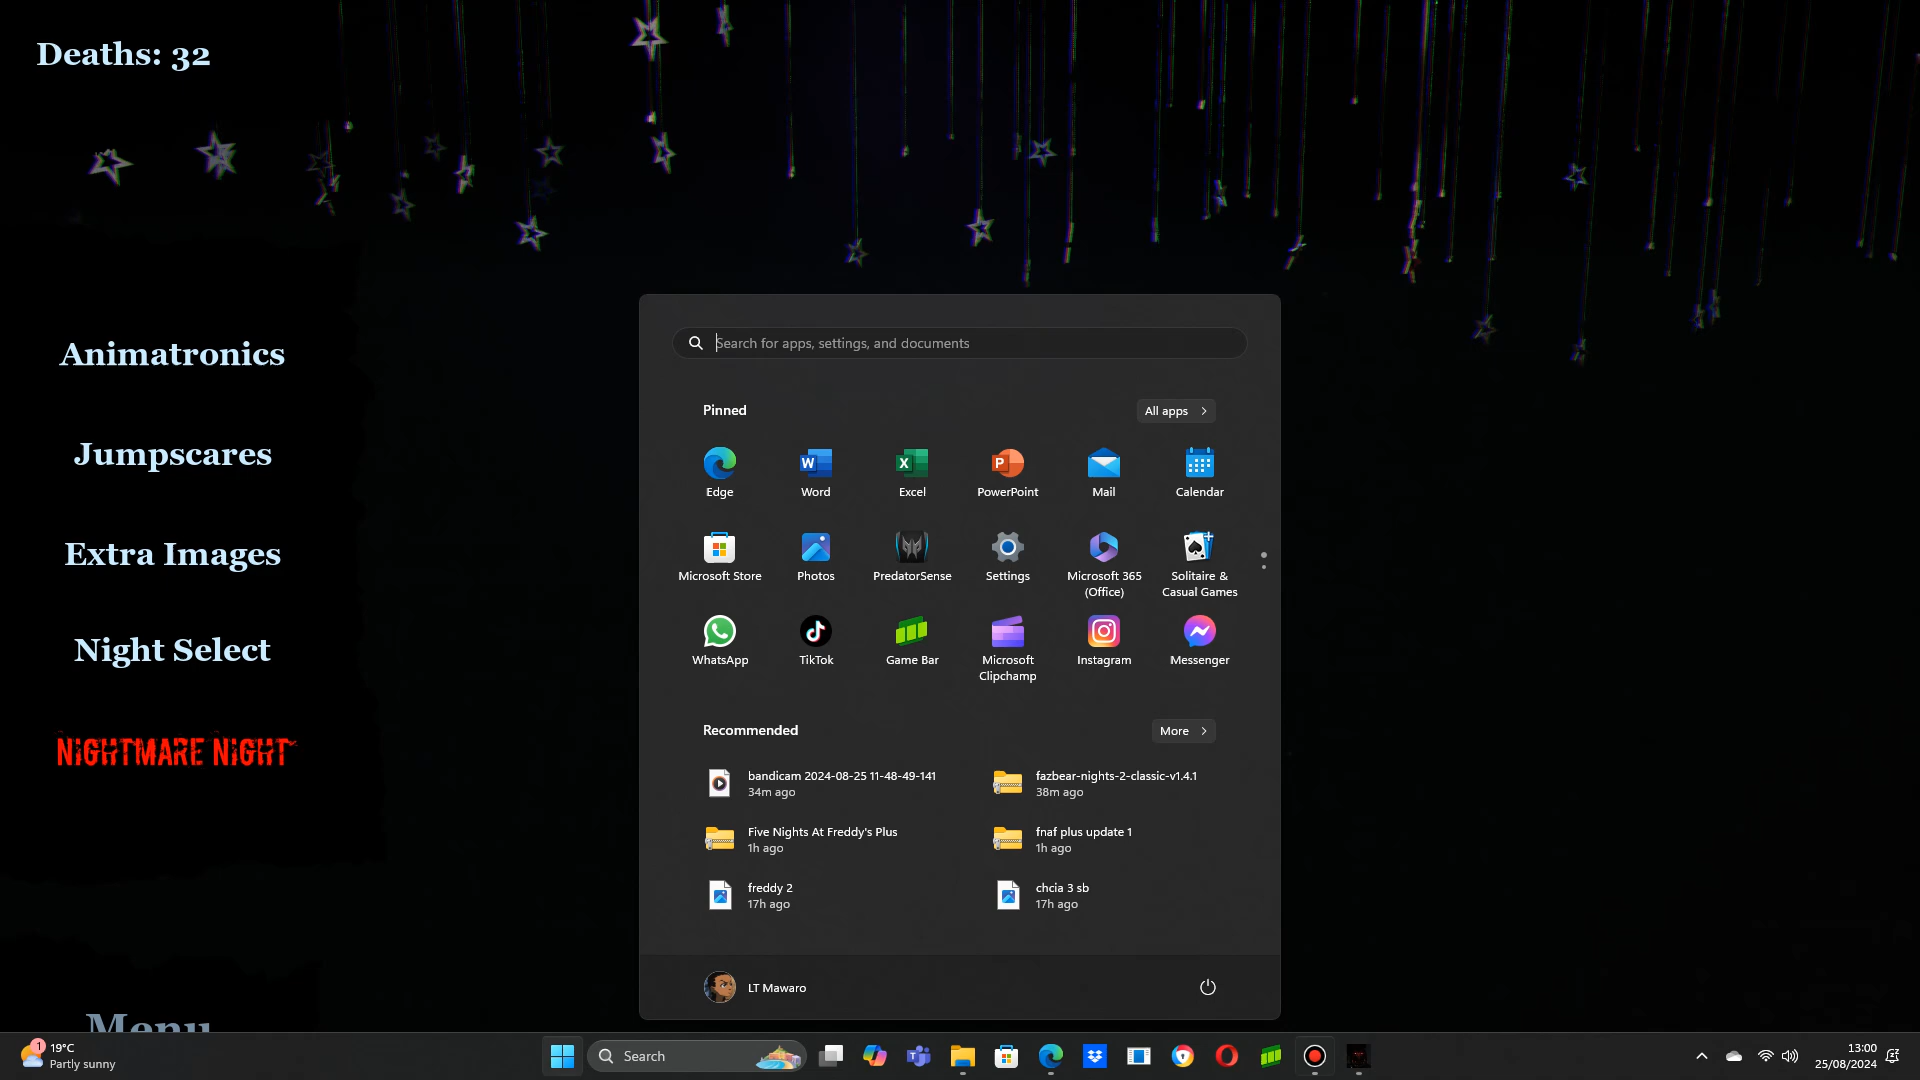 Deaths: 32
Animatronics
Jumpscares
Extra Images
Night Select
NIGHTMARE NIGHT
Menu
Search for apps, settings, and documents
Pinned
All apps
Edge
Word
Excel
PowerPoint
Mail
Calendar
Microsoft Store
Photos
PredatorSense
Settings
Microsoft 365
(Office)
Solitaire &
Casual Games
WhatsApp
TikTok
Game Bar
Microsoft
Clipchamp
Instagram
Messenger
Recommended
More
bandicam 2024-08-25 11-48-49-141
34m ago
fazbear-nights-2-classic-v1.4.1
38m ago
Five Nights At Freddy's Plus
1h ago
fnaf plus update 1
1h ago
freddy 2
17h ago
chcia 3 sb
17h ago
LT Mawaro
1
19°C
Partly sunny
Search
13:00
25/08/2024